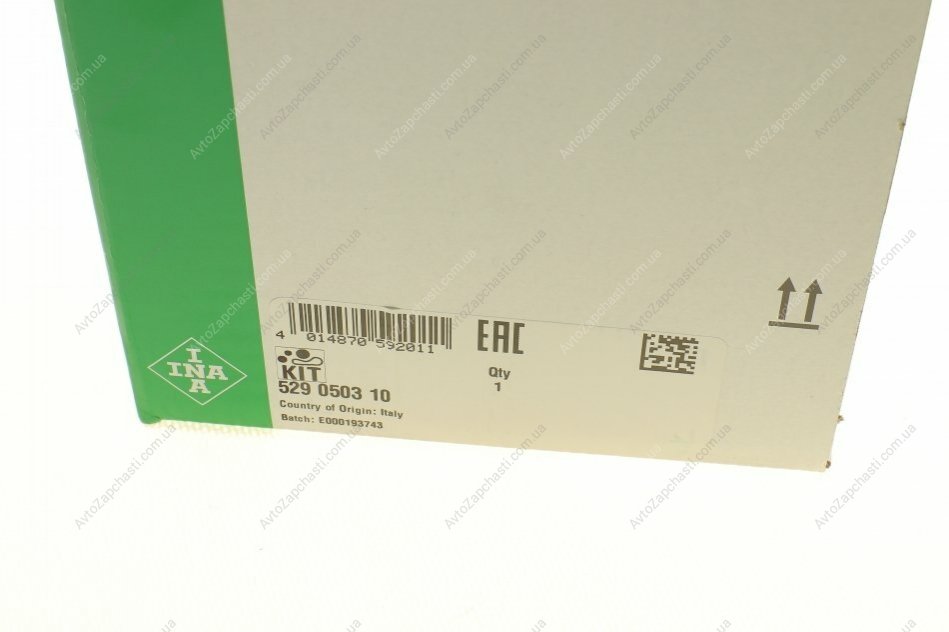 4 014870 592011
EAC
KIT
Qty
1
529 0503 10
Country of Origin: Italy
Batch: E000193743
I
INA
A
AvtoZapchasti.com.ua